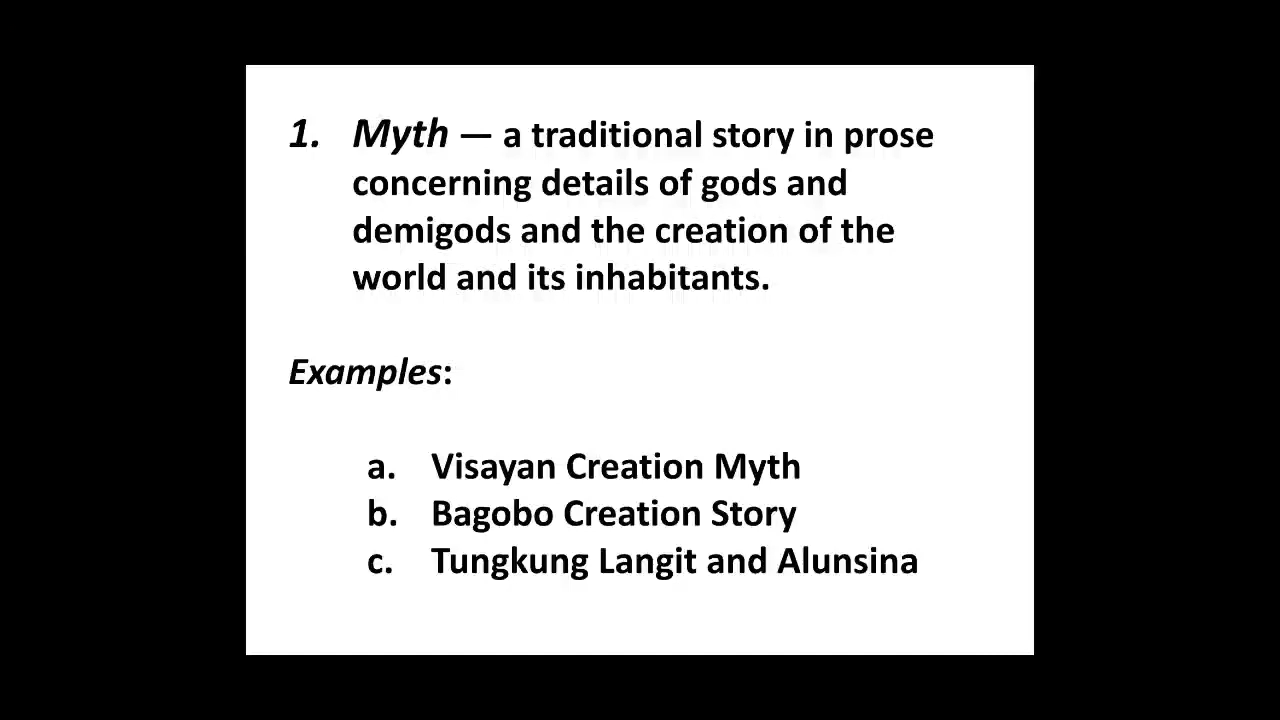 1. Myth — a traditional story in prose
concerning details of gods and
demigods and the creation of the
world and its inhabitants.
Examples:
a. Visayan Creation Myth
b. Bagobo Creation Story
c. Tungkung Langit and Alunsina